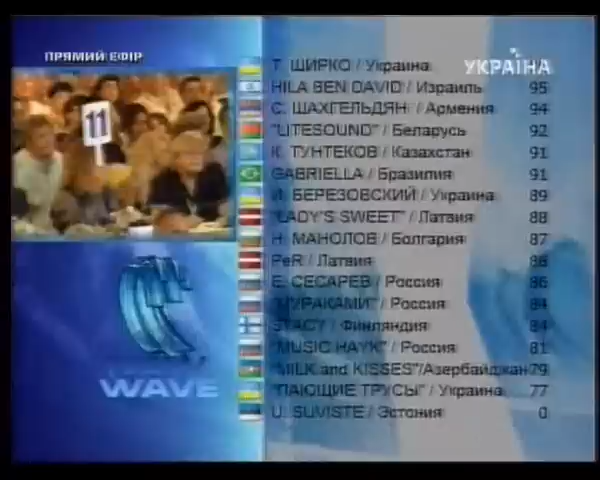 ПРЯМИЙ ЕФІР
УКРАЇНА
11
Т. ШИРКО / Украина
HILA BEN DAVID / Израиль 95
С. ШАХГЕЛЬДЯН / Армения 94
"LITESOUND" / Беларусь 92
К. ТУНТЕКОВ / Казахстан 91
GABRIELLA / Бразилия 91
И. БЕРЕЗОВСКИЙ / Украина 89
"LADY'S SWEET" / Латвия 88
Н. МАНОЛОВ / Болгария 87
PeR / Латвия 88
Е. СЕСАРЕВ / Россия 86
"МУРАКАМИ" / Россия 84
STACY / Финляндия 84
"MUSIC HAYK" / Россия 81
"MILK and KISSES"/Азербайджан 79
"ПАЮЩИЕ ТРУСЫ" / Украина 77
U. SUVISTE / Эстония 0
WAVE